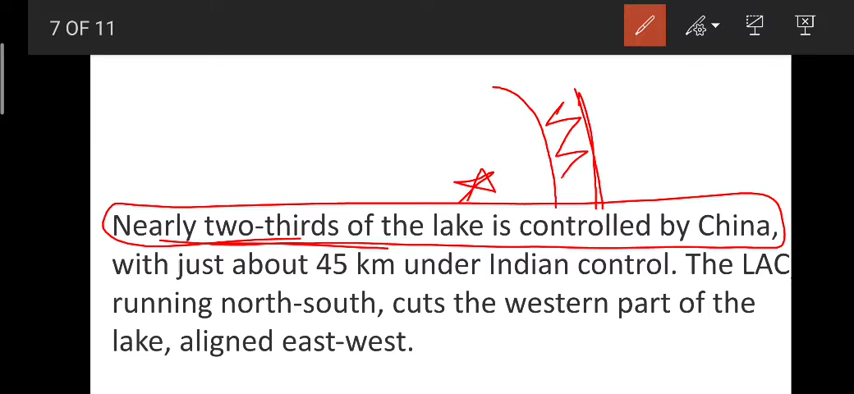 7 OF 11
Nearly two-thirds of the lake is controlled by China,
with just about 45 km under Indian control. The LAC
running north-south, cuts the western part of the
lake, aligned east-west.